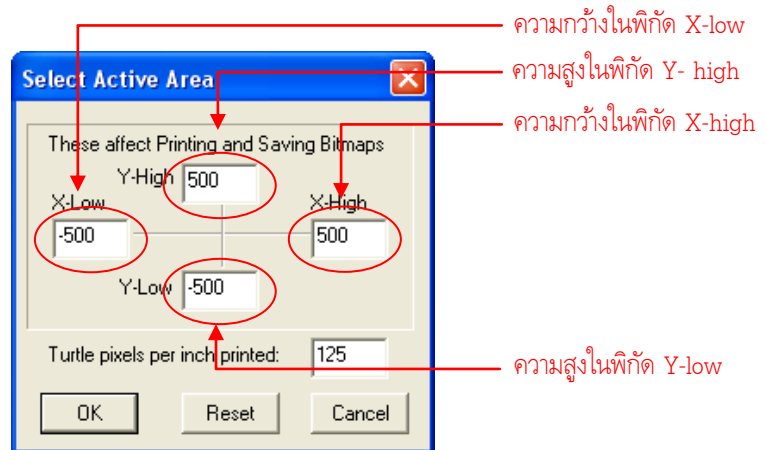 ความกว้างในพิกัด X-low
ความสูงในพิกัด Y- high
ความกว้างในพิกัด X-high
Select Active Area
These affect Printing and Saving Bitmaps
Y-High 500
X-Low X-High
-500 500
Y-Low -500
Turtle pixels per inch printed: 125
ความสูงในพิกัด Y-low
OK Reset Cancel